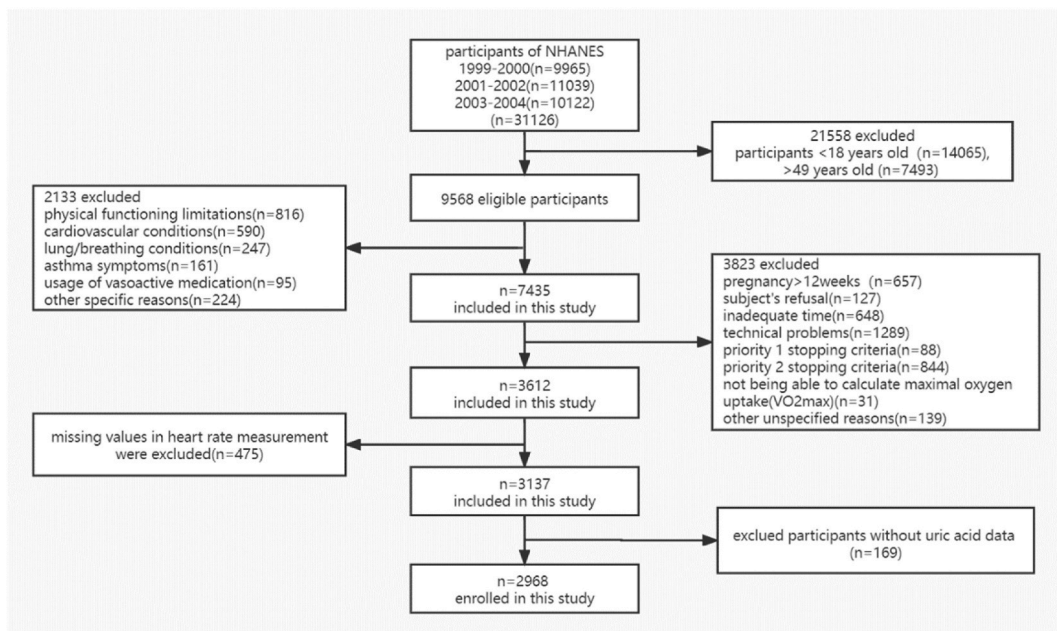 participants of NHANES
1999-2000(n=9965)
2001-2002(n=11039)
2003-2004(n=10122)
(n=31126)
21558 excluded
participants <18 years old (n=14065),
>49 years old (n=7493)
9568 eligible participants
2133 excluded
physical functioning limitations(n=816)
cardiovascular conditions(n=590)
lung/breathing conditions(n=247)
asthma symptoms(n=161)
usage of vasoactive medication(n=95)
other specific reasons(n=224)
n=7435
included in this study
3823 excluded
pregnancy>12weeks (n=657)
subject's refusal(n=127)
inadequate time(n=648)
technical problems(n=1289)
priority 1 stopping criteria(n=88)
priority 2 stopping criteria(n=844)
not being able to calculate maximal oxygen
uptake(VO2max)(n=31)
other unspecified reasons(n=139)
n=3612
included in this study
missing values in heart rate measurement
were excluded(n=475)
n=3137
included in this study
exclued participants without uric acid data
(n=169)
n=2968
enrolled in this study